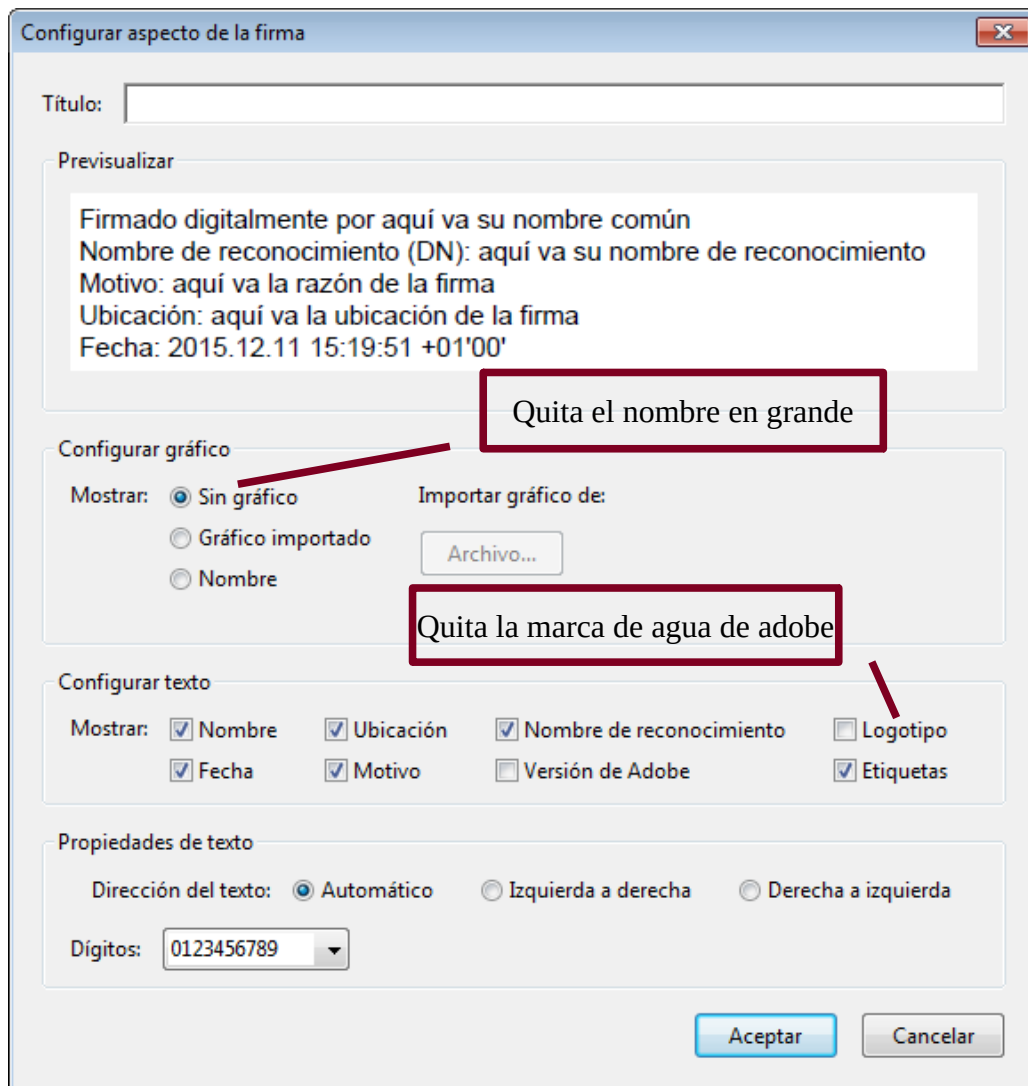 Configurar aspecto de la firma
Título:
Previsualizar
Firmado digitalmente por aquí va su nombre común
Nombre de reconocimiento (DN): aquí va su nombre de reconocimiento
Motivo: aquí va la razón de la firma
Ubicación: aquí va la ubicación de la firma
Fecha: 2015.12.11 15:19:51 +01'00'
Quita el nombre en grande
Configurar gráfico
Mostrar: Sin gráfico Importar gráfico de:
Gráfico importado Archivo...
Nombre
Quita la marca de agua de adobe
Configurar texto
Mostrar: Nombre Ubicación Nombre de reconocimiento Logotipo
Fecha Motivo Versión de Adobe Etiquetas
Propiedades de texto
Dirección del texto: Automático Izquierda a derecha Derecha a izquierda
Dígitos: 0123456789
Aceptar Cancelar